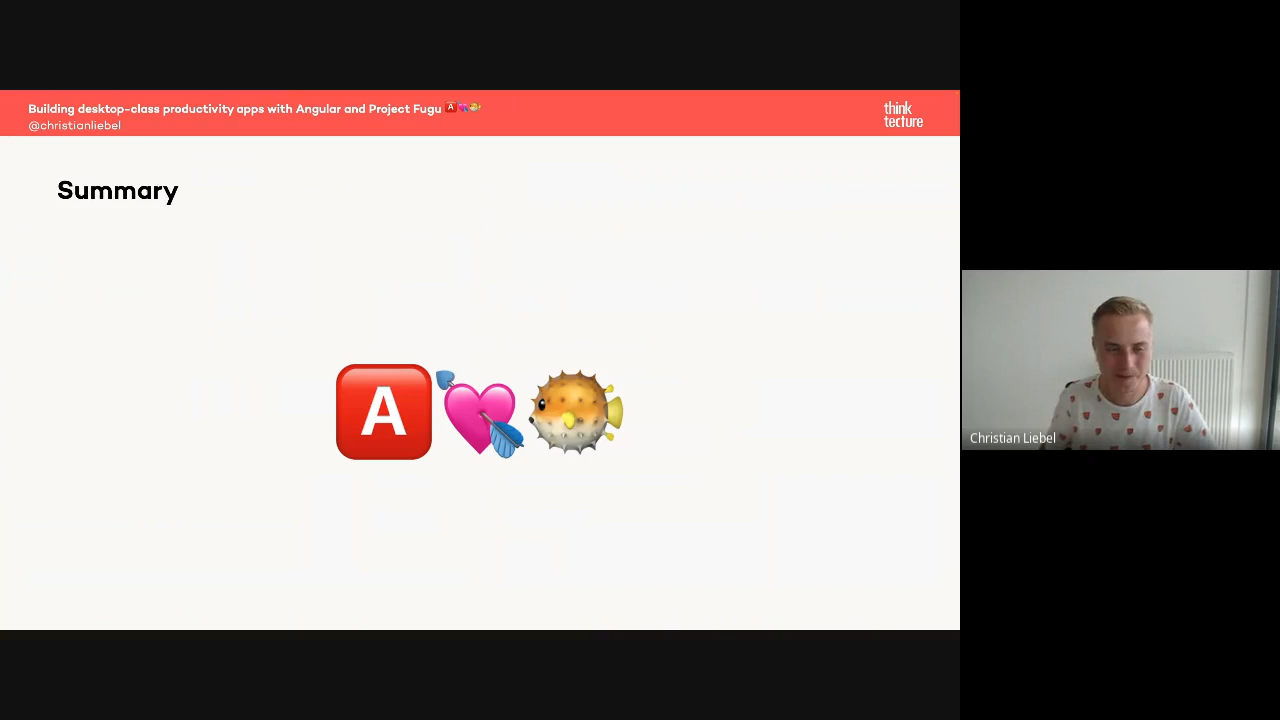 Building desktop-class productivity apps with Angular and Project Fugu 🅰️💘🐡
@christianliebel
think
tecture
Summary
🅰️💘🐡
Christian Liebel